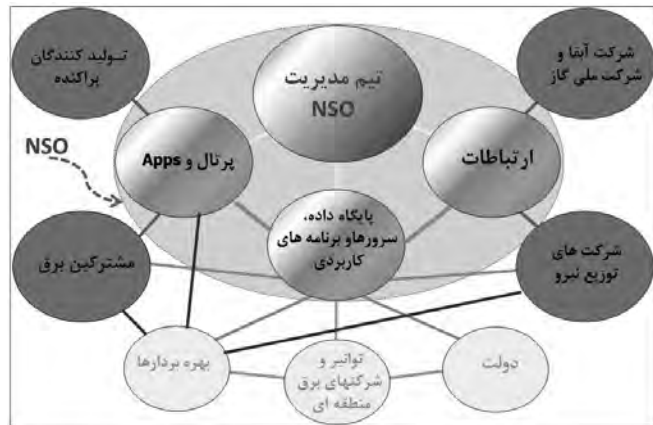 تولید کنندگان
پراکنده
تیم مدیریت
NSO
شرکت آبفا و
شرکت ملی گاز
NSO
پرتال و Apps
ارتباطات
پایگاه داده،
سرورهاو برنامه های
کاربردی
مشترکین برق
شرکت های
توزیع نیرو
بهره بردارها
توانیر و
شرکتهای برق
منطقه ای
دولت